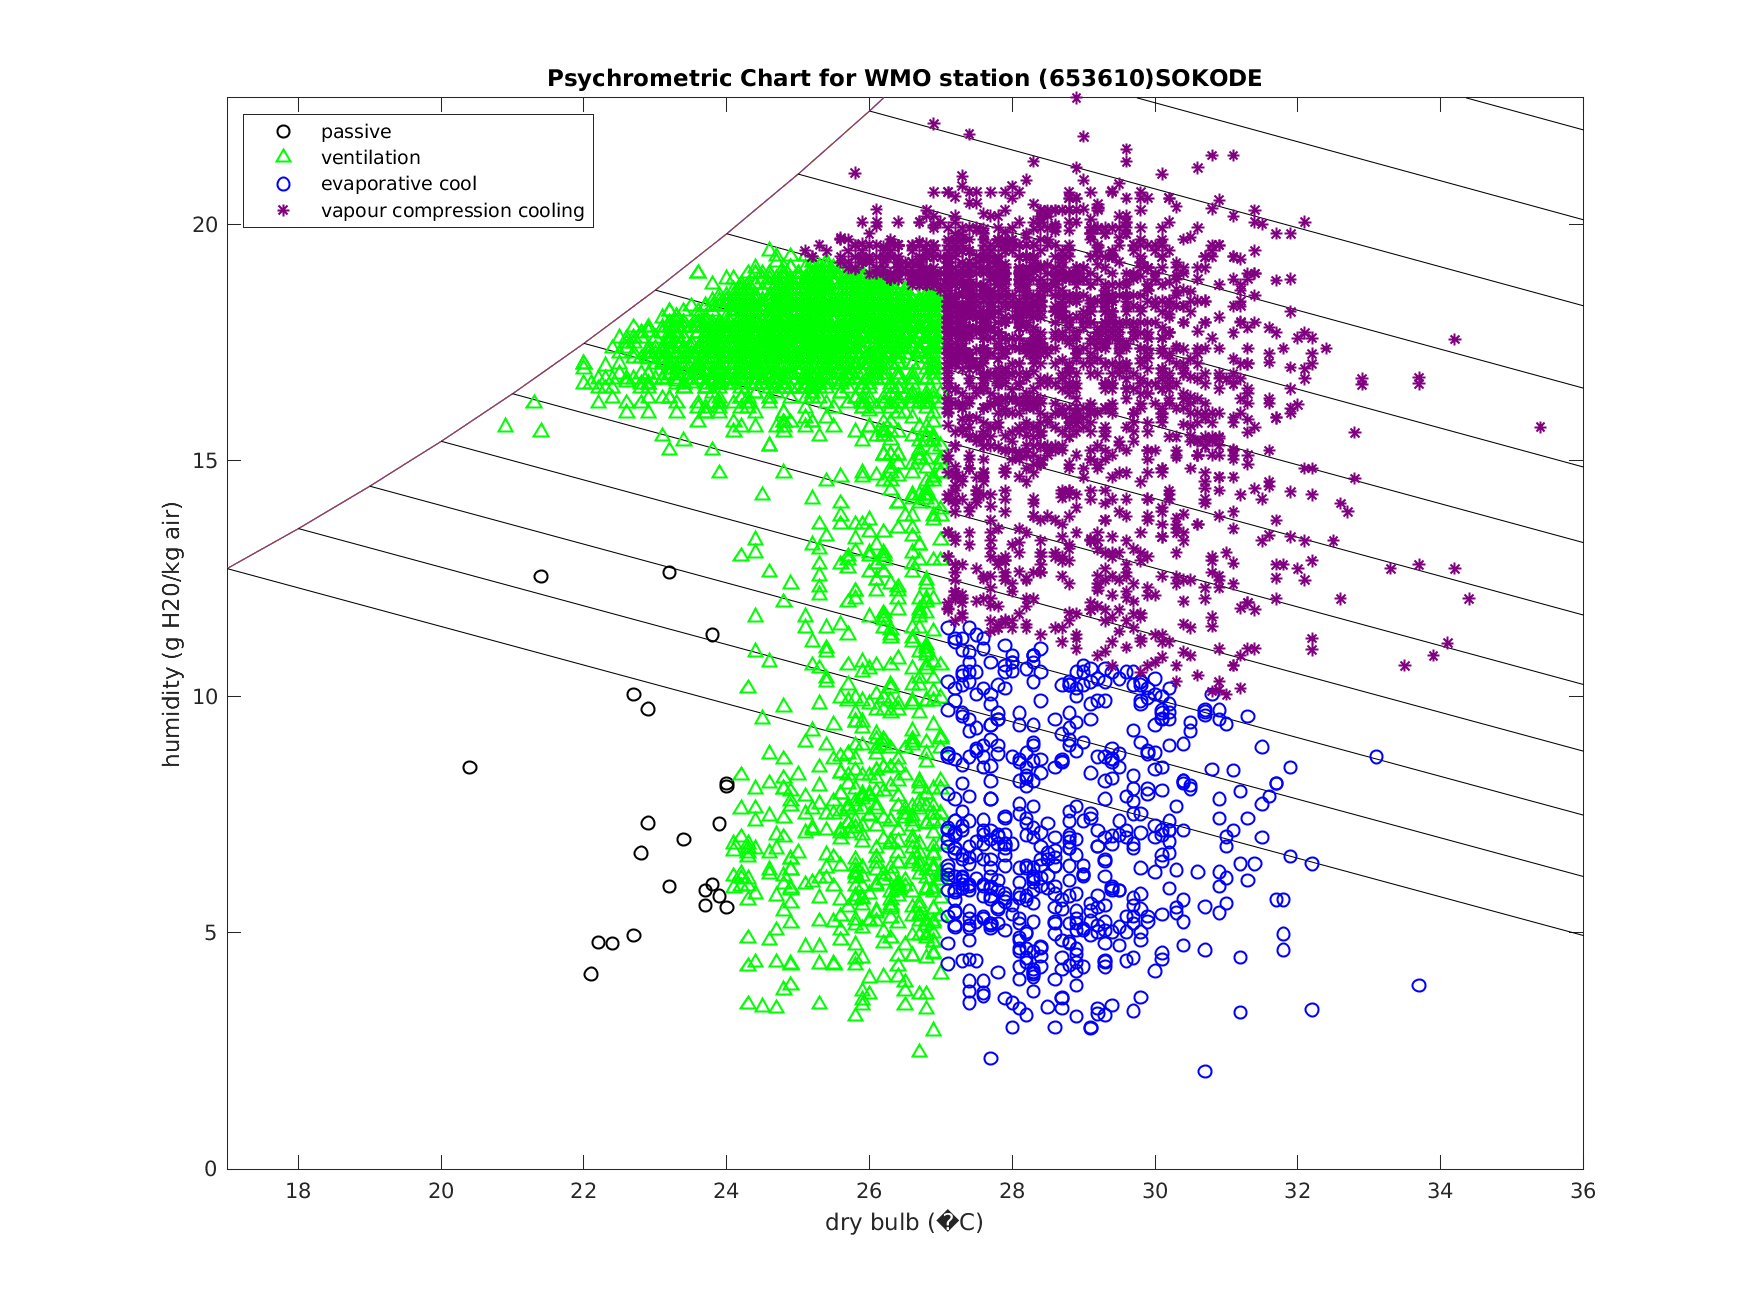 Psychrometric Chart for WMO station (653610)SOKODE
passive
ventilation
evaporative cool
vapour compression cooling
humidity (g H20/kg air)
20
15
10
5
0
18 20 22 24 26 28 30 32 34 36
dry bulb (�C)